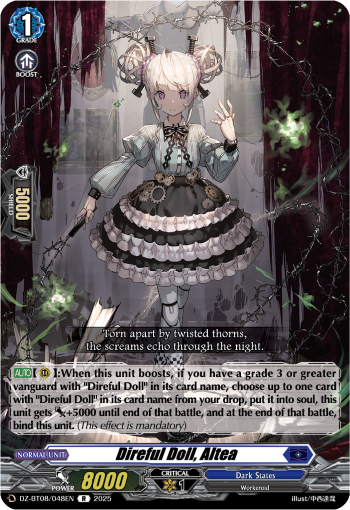 1
GRADE
BOOST
5000
SHIELD
Torn apart by twisted thorns,
the screams echo through the night.
AUTO【RC】:When this unit boosts, if you have a grade 3 or greater
vanguard with "Direful Doll" in its card name, choose up to one card
with "Direful Doll" in its card name from your drop, put it into soul, this
unit gets +5000 until end of that battle, and at the end of that battle,
bind this unit. (This effect is mandatory)
NORMAL UNIT
Direful Doll, Altea
POWER
8000
CRITICAL
1
Dark States
Workeroid
DZ-BT08/048EN R 2025
illust/中西達哉